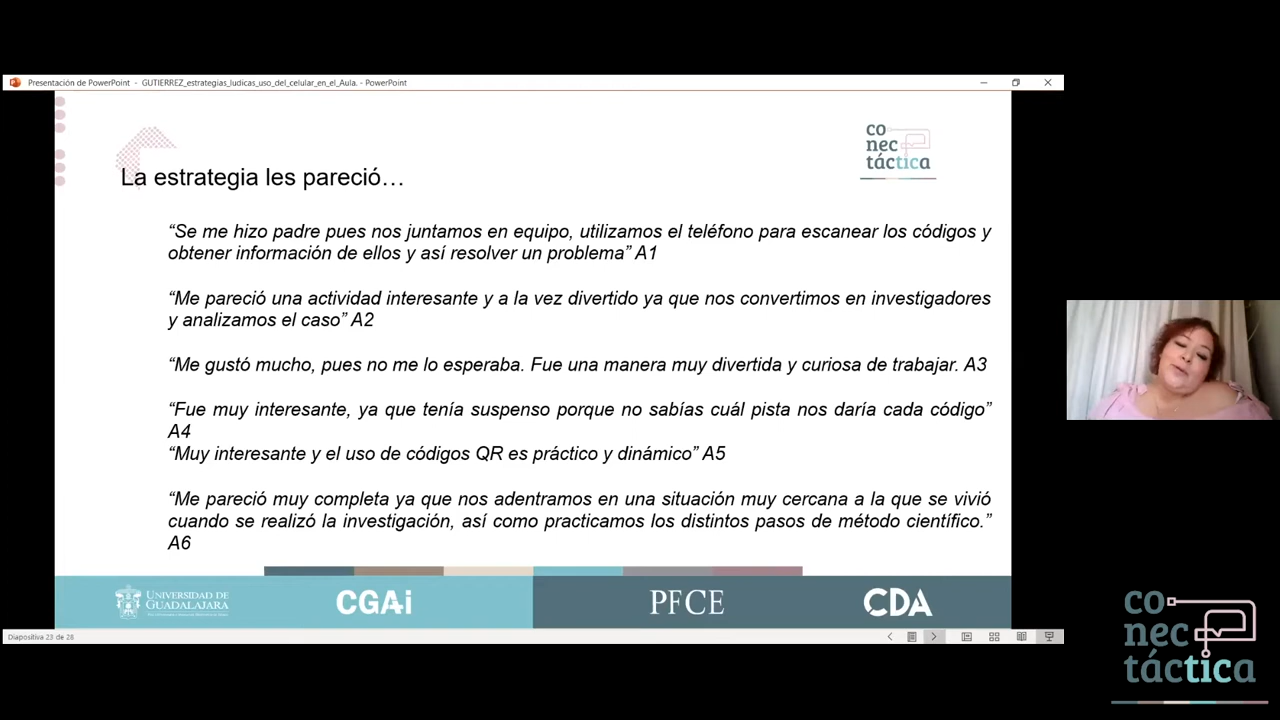 Presentación de PowerPoint - GUTIERREZ_estrategias_ludicas_uso_del_celular_en_el_Aula. - PowerPoint
co
nec
táctica
La estrategia les pareció…
“Se me hizo padre pues nos juntamos en equipo, utilizamos el teléfono para escanear los códigos y
obtener información de ellos y así resolver un problema” A1
“Me pareció una actividad interesante y a la vez divertido ya que nos convertimos en investigadores
y analizamos el caso” A2
“Me gustó mucho, pues no me lo esperaba. Fue una manera muy divertida y curiosa de trabajar. A3
“Fue muy interesante, ya que tenía suspenso porque no sabías cuál pista nos daría cada código”
A4
“Muy interesante y el uso de códigos QR es práctico y dinámico” A5
“Me pareció muy completa ya que nos adentramos en una situación muy cercana a la que se vivió
cuando se realizó la investigación, así como practicamos los distintos pasos de método científico.”
A6
UNIVERSIDAD DE
GUADALAJARA
CGAi
PFCE
CDA
Diapositiva 23 de 28
co
nec
táctica